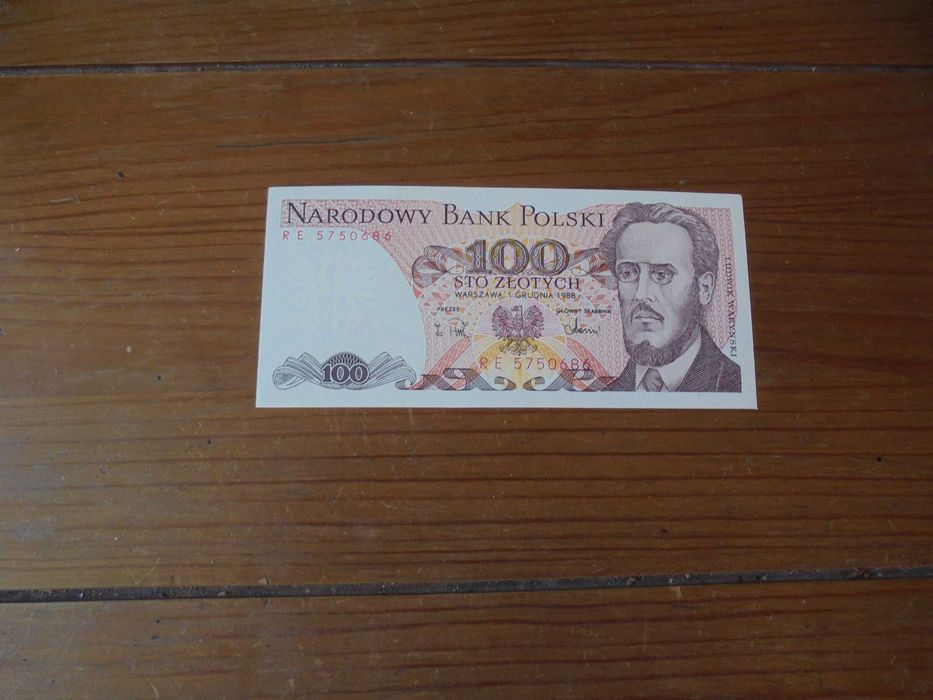 NARODOWY BANK POLSKI
RE 5750686
100
STO ZŁOTYCH
WARSZAWA 1 GRUDNIA 1988
PREZES
GŁÓWNY SKARBNIK
RE 5750686
100
LUDWIK WARYŃSKI